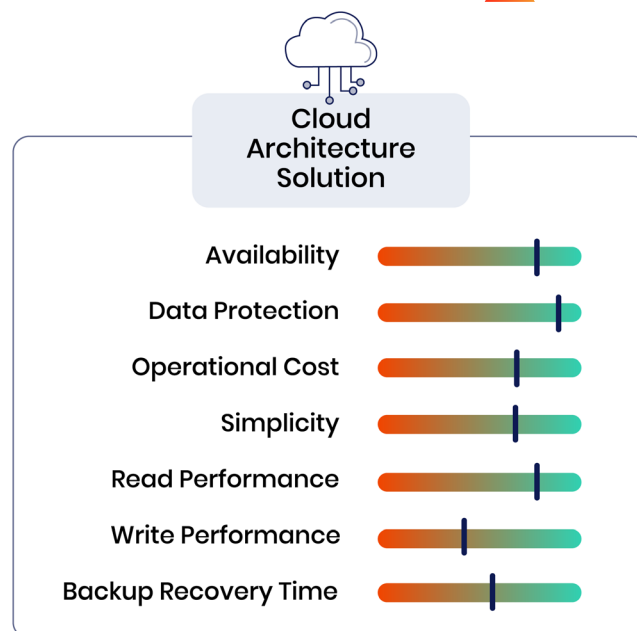 Cloud
Architecture
Solution
Availability
Data Protection
Operational Cost
Simplicity
Read Performance
Write Performance
Backup Recovery Time